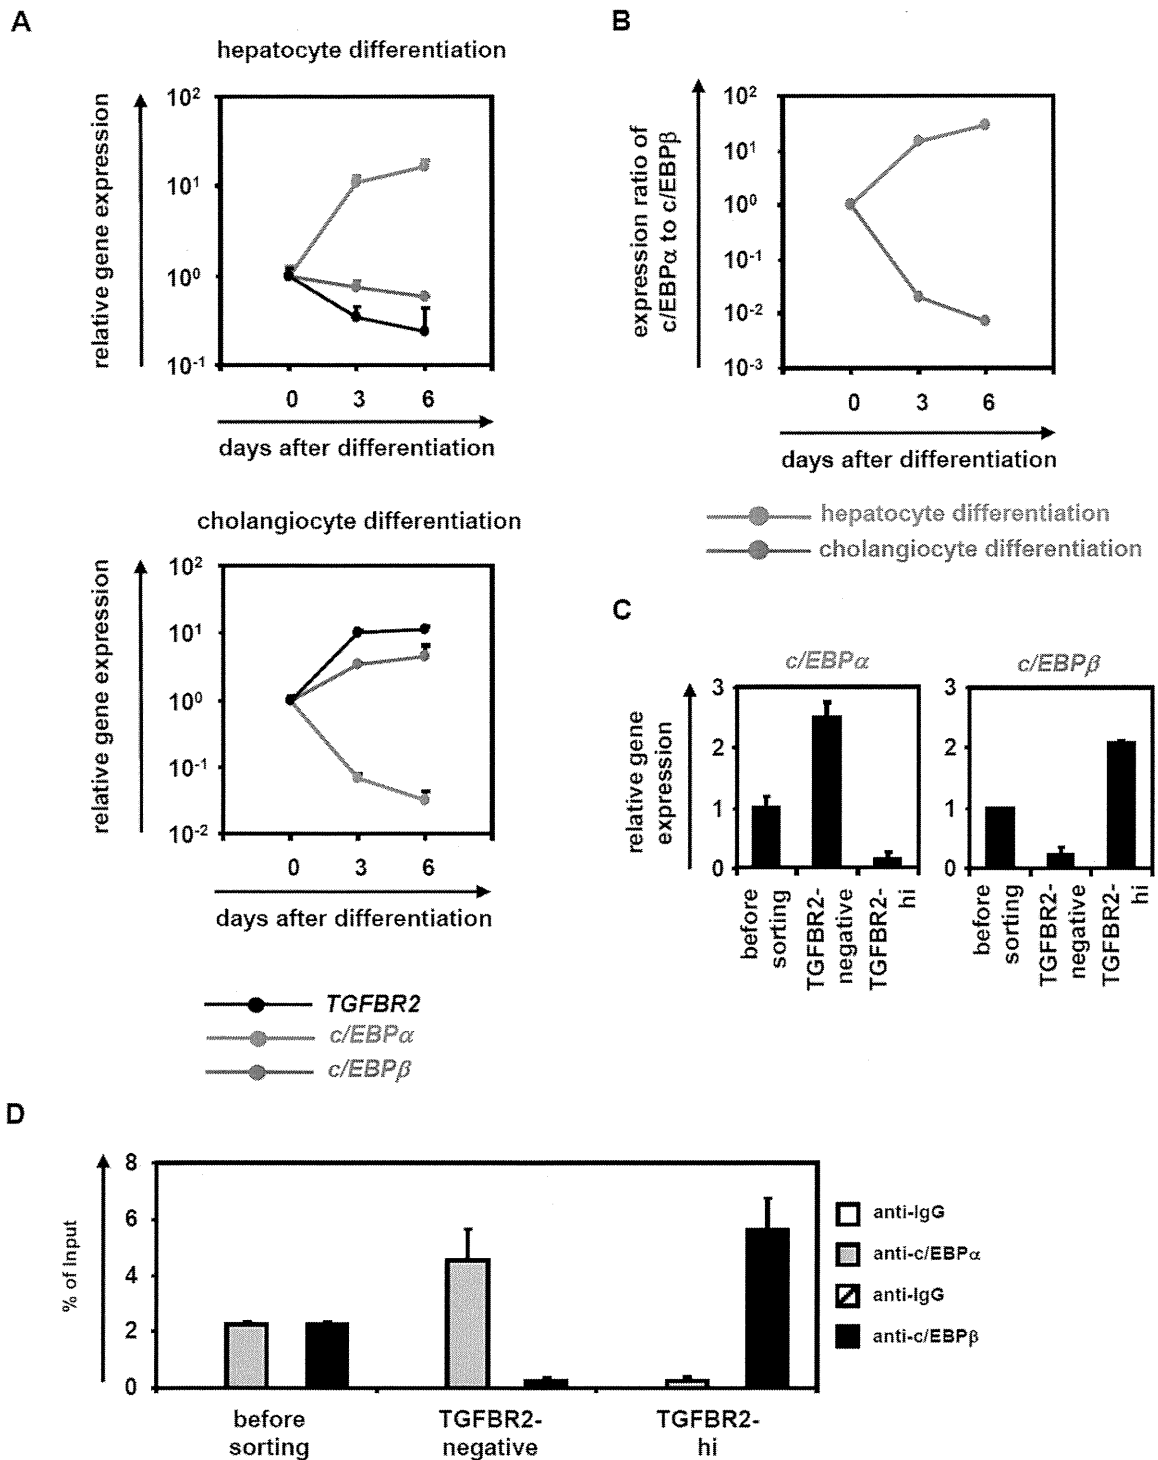 A
hepatocyte differentiation
relative gene expression
10²
10¹
10⁰
10⁻¹
0 3 6
days after differentiation
cholangiocyte differentiation
relative gene expression
10²
10¹
10⁰
10⁻¹
10⁻²
0 3 6
days after differentiation
TGFBR2
c/EBPα
c/EBPβ
B
expression ratio of
c/EBPα to c/EBPβ
10²
10¹
10⁰
10⁻¹
10⁻²
10⁻³
0 3 6
days after differentiation
hepatocyte differentiation
cholangiocyte differentiation
C
relative gene
expression
c/EBPα
3
2
1
0
before
sorting
TGFBR2-
negative
TGFBR2-
hi
c/EBPβ
3
2
1
0
before
sorting
TGFBR2-
negative
TGFBR2-
hi
D
% of Input
8
6
4
2
0
before
sorting
TGFBR2-
negative
TGFBR2-
hi
anti-IgG
anti-c/EBPα
anti-IgG
anti-c/EBPβ